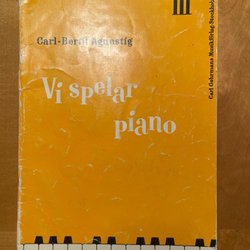 III
Carl-Bertil Agnestig
Vi spelar
piano
Carl Gehrmans Musikförlag · Stockholm